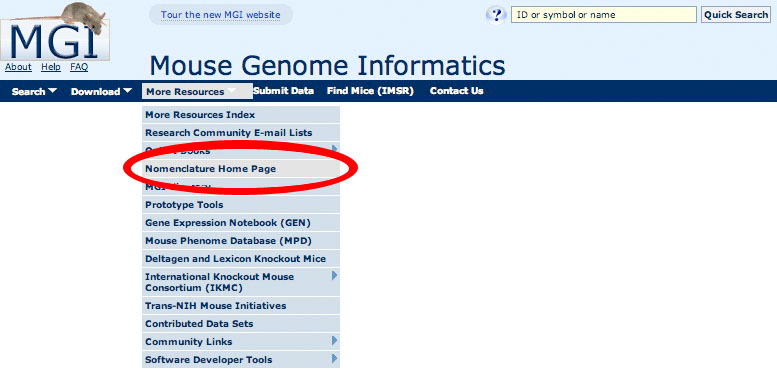 MGI
Tour the new MGI website
? ID or symbol or name Quick Search
About Help FAQ
Mouse Genome Informatics
Search Download More Resources Submit Data Find Mice (IMSR) Contact Us
More Resources Index
Research Community E-mail Lists
Books
Nomenclature Home Page
MGI
Prototype Tools
Gene Expression Notebook (GEN)
Mouse Phenome Database (MPD)
Deltagen and Lexicon Knockout Mice
International Knockout Mouse
Consortium (IKMC)
Trans-NIH Mouse Initiatives
Contributed Data Sets
Community Links
Software Developer Tools